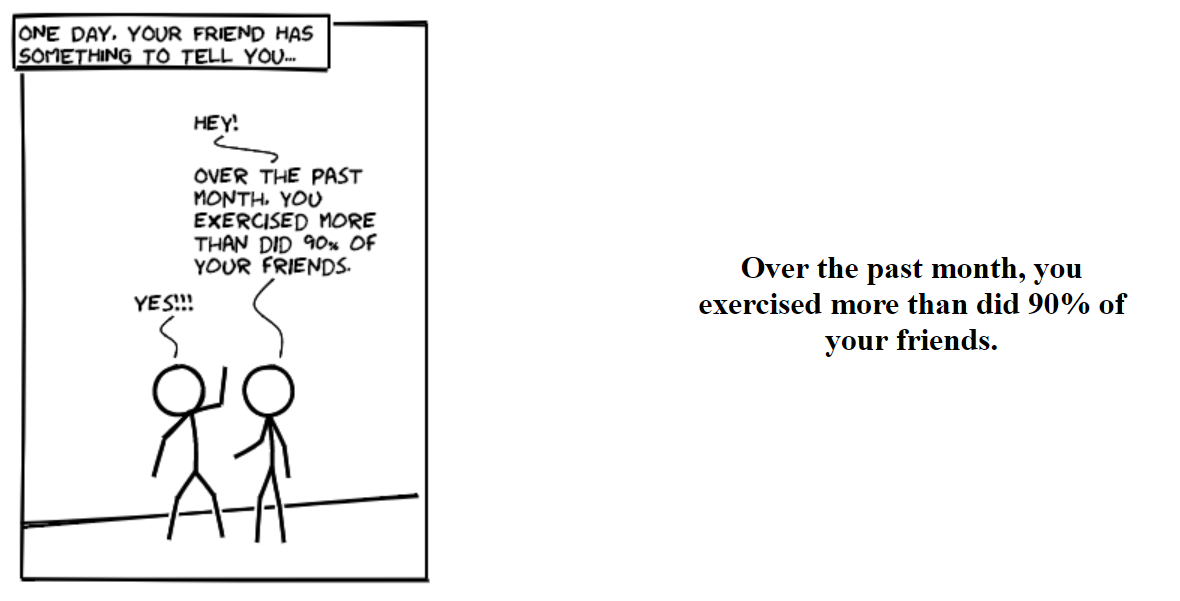 ONE DAY, YOUR FRIEND HAS
SOMETHING TO TELL YOU...
HEY!
OVER THE PAST
MONTH, YOU
EXERCISED MORE
THAN DID 90% OF
YOUR FRIENDS.
YES!!!
Over the past month, you
exercised more than did 90% of
your friends.